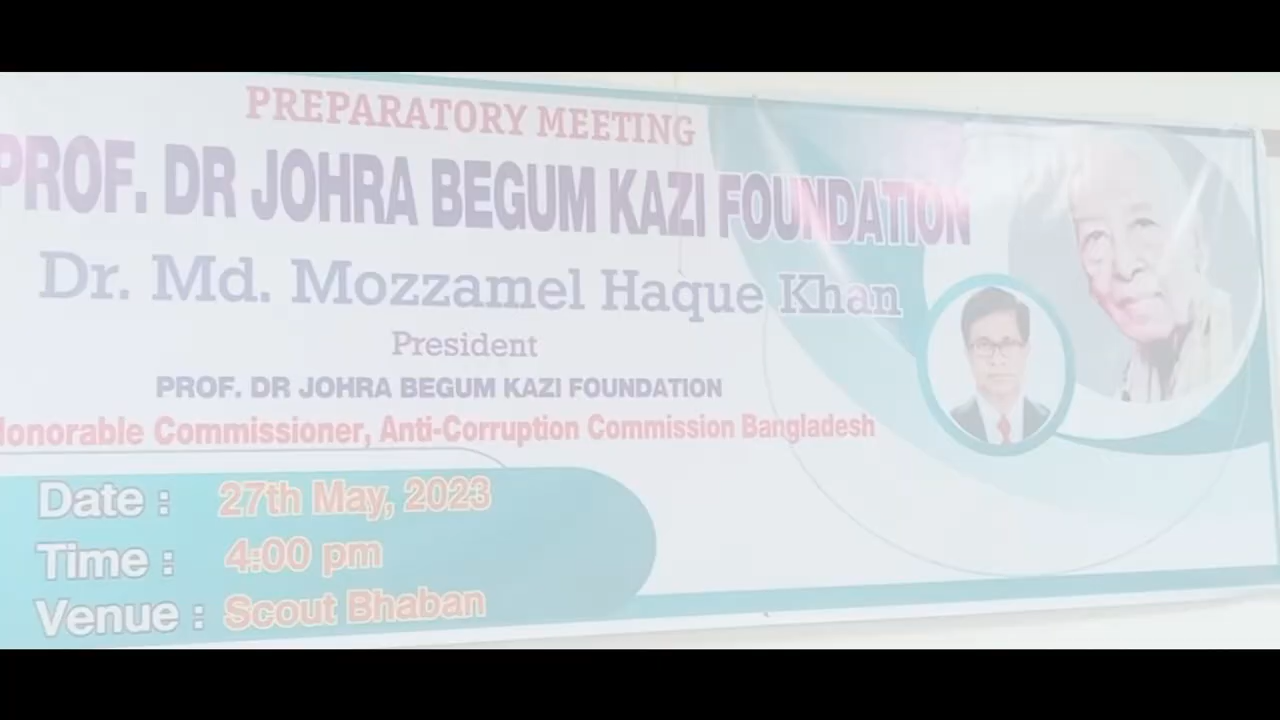 PREPARATORY MEETING
PROF. DR JOHRA BEGUM KAZI FOUNDATION
Dr. Md. Mozzamel Haque Khan
President
PROF. DR JOHRA BEGUM KAZI FOUNDATION
Honorable Commissioner, Anti-Corruption Commission Bangladesh
Date : 27th May, 2023
Time : 4:00 pm
Venue : Scout Bhaban